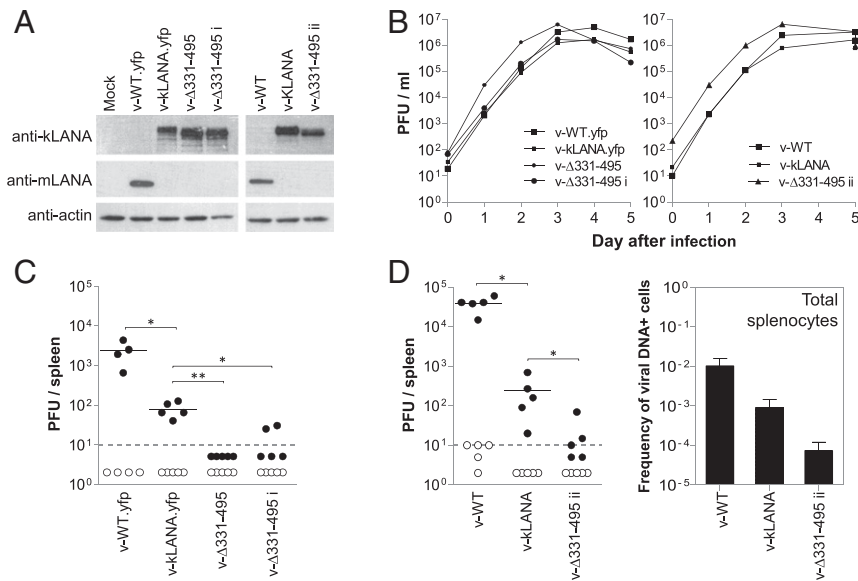 A
Mock
v-WT.yfp
v-kLANA.yfp
v-Δ331-495
v-Δ331-495 i
v-WT
v-KLANA
v-Δ331-495 ii
anti-kLANA
anti-mLANA
anti-actin
B
PFU / ml
10⁷
10⁶
10⁵
10⁴
10³
10²
10¹
10⁰
0 1 2 3 4 5
v-WT.yfp
v-kLANA.yfp
v-Δ331-495
v-Δ331-495 i
10⁷
10⁶
10⁵
10⁴
10³
10²
10¹
10⁰
0 1 2 3 4 5
v-WT
v-kLANA
v-Δ331-495 ii
Day after infection
C
PFU / spleen
10⁵
10⁴
10³
10²
10¹
10⁰
*
*
**
v-WT.yfp
v-kLANA.yfp
v-Δ331-495
v-Δ331-495 i
D
PFU / spleen
10⁵
10⁴
10³
10²
10¹
10⁰
*
*
v-WT
v-kLANA
v-Δ331-495 ii
Frequency of viral DNA+ cells
10⁰
10⁻¹
10⁻²
10⁻³
10⁻⁴
10⁻⁵
Total
splenocytes
v-WT
v-kLANA
v-Δ331-495 ii